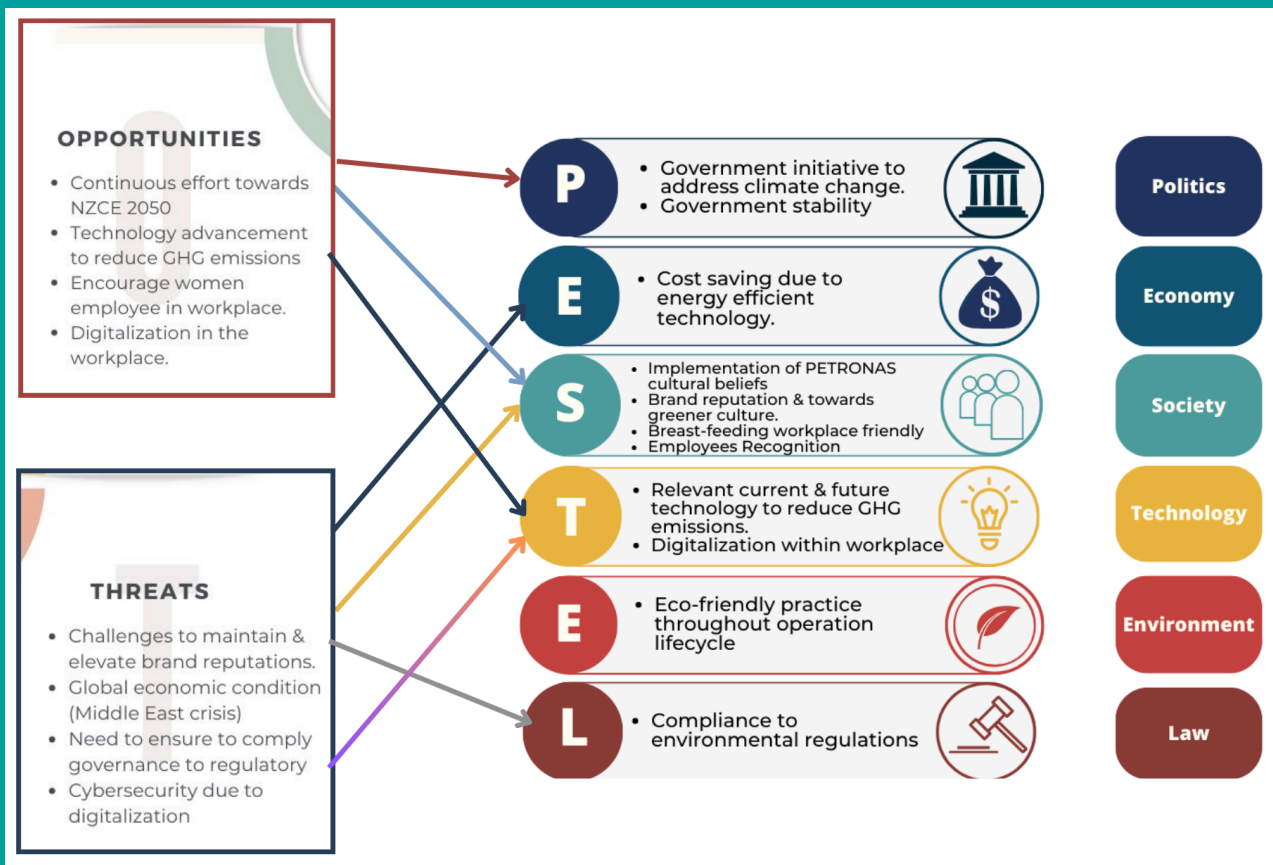 O
OPPORTUNITIES
• Continuous effort towards
NZCE 2050
• Technology advancement
to reduce GHG emissions
• Encourage women
employee in workplace.
• Digitalization in the
workplace.
T
THREATS
• Challenges to maintain &
elevate brand reputations.
• Global economic condition
(Middle East crisis)
• Need to ensure to comply
governance to regulatory
• Cybersecurity due to
digitalization
P
• Government initiative to
address climate change.
• Government stability
Politics
E
• Cost saving due to
energy efficient
technology.
$
Economy
S
• Implementation of PETRONAS
cultural beliefs
• Brand reputation & towards
greener culture.
• Breast-feeding workplace friendly
• Employees Recognition
Society
T
• Relevant current & future
technology to reduce GHG
emissions.
• Digitalization within workplace
Technology
E
• Eco-friendly practice
throughout operation
lifecycle
Environment
L
• Compliance to
environmental regulations
Law